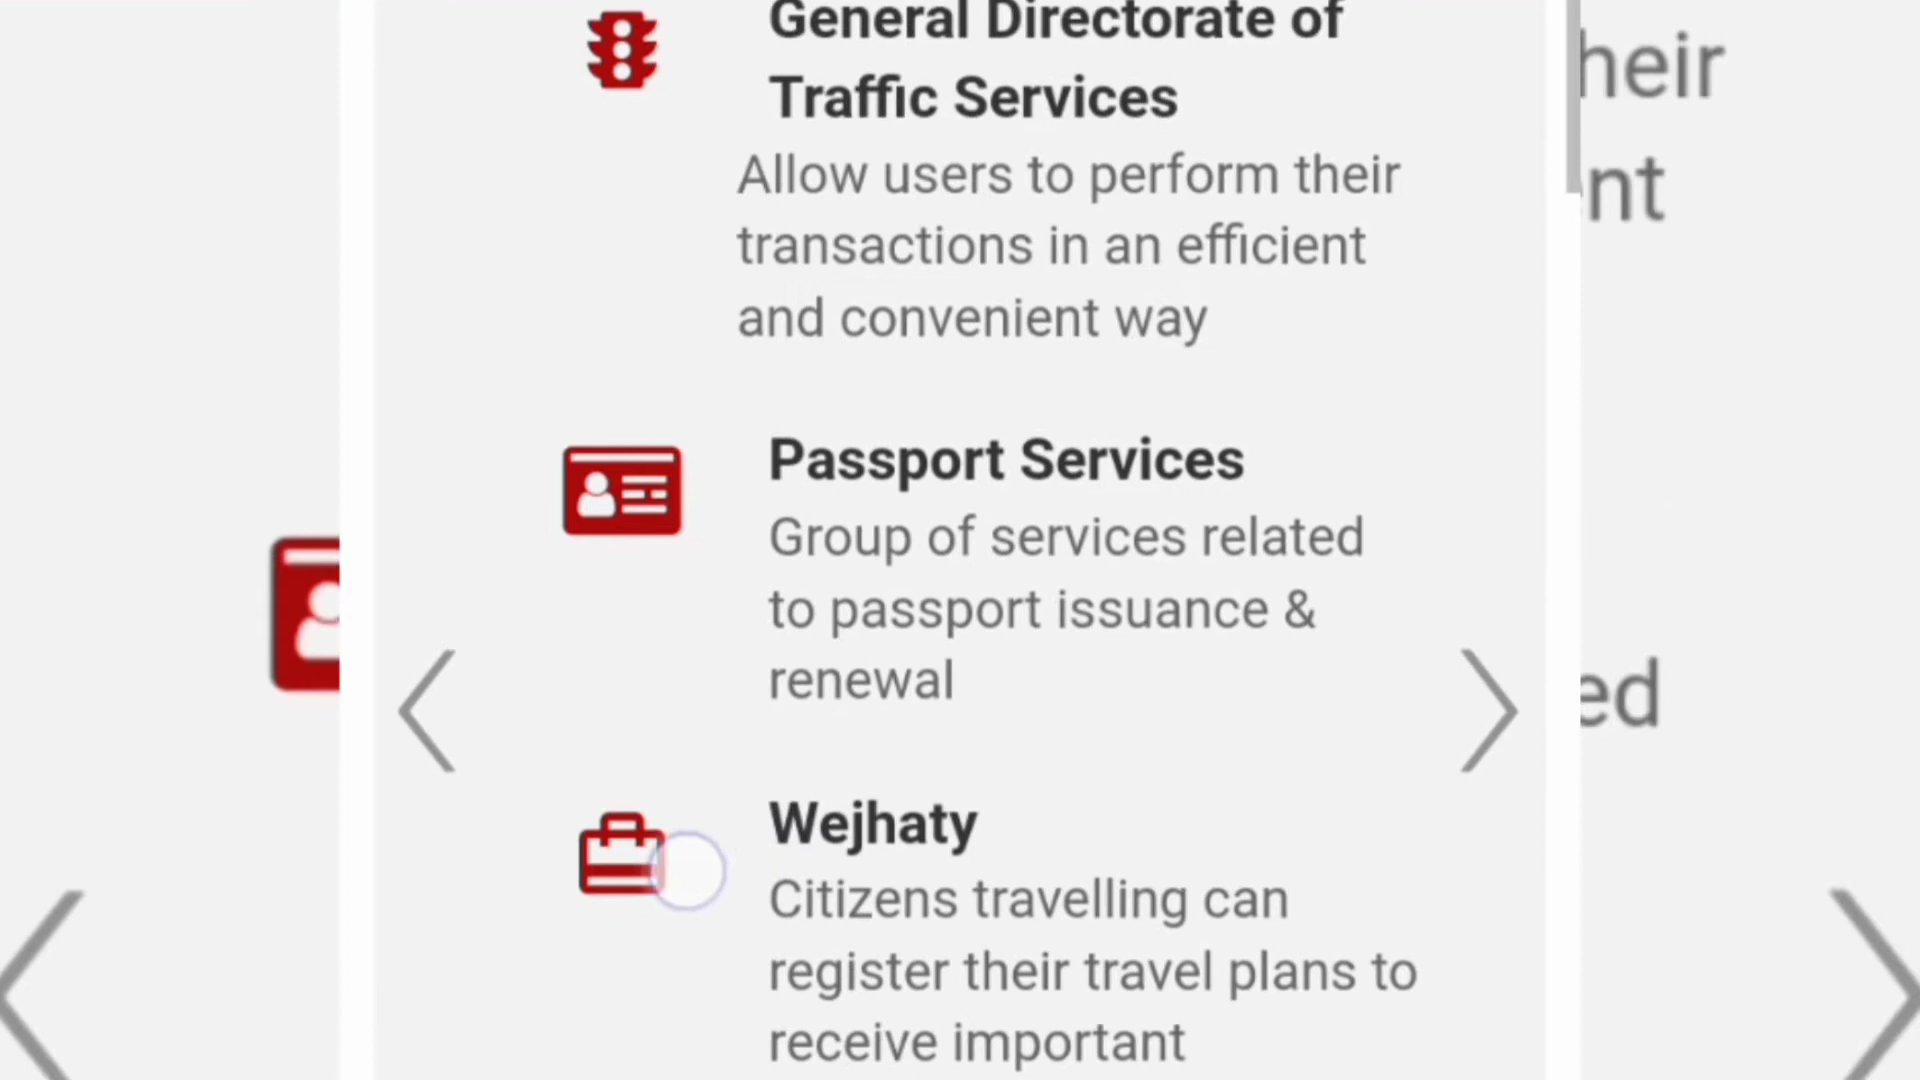 General Directorate of
Traffic Services
Allow users to perform their
transactions in an efficient
and convenient way
Passport Services
Group of services related
to passport issuance &
renewal
Wejhaty
Citizens travelling can
register their travel plans to
receive important